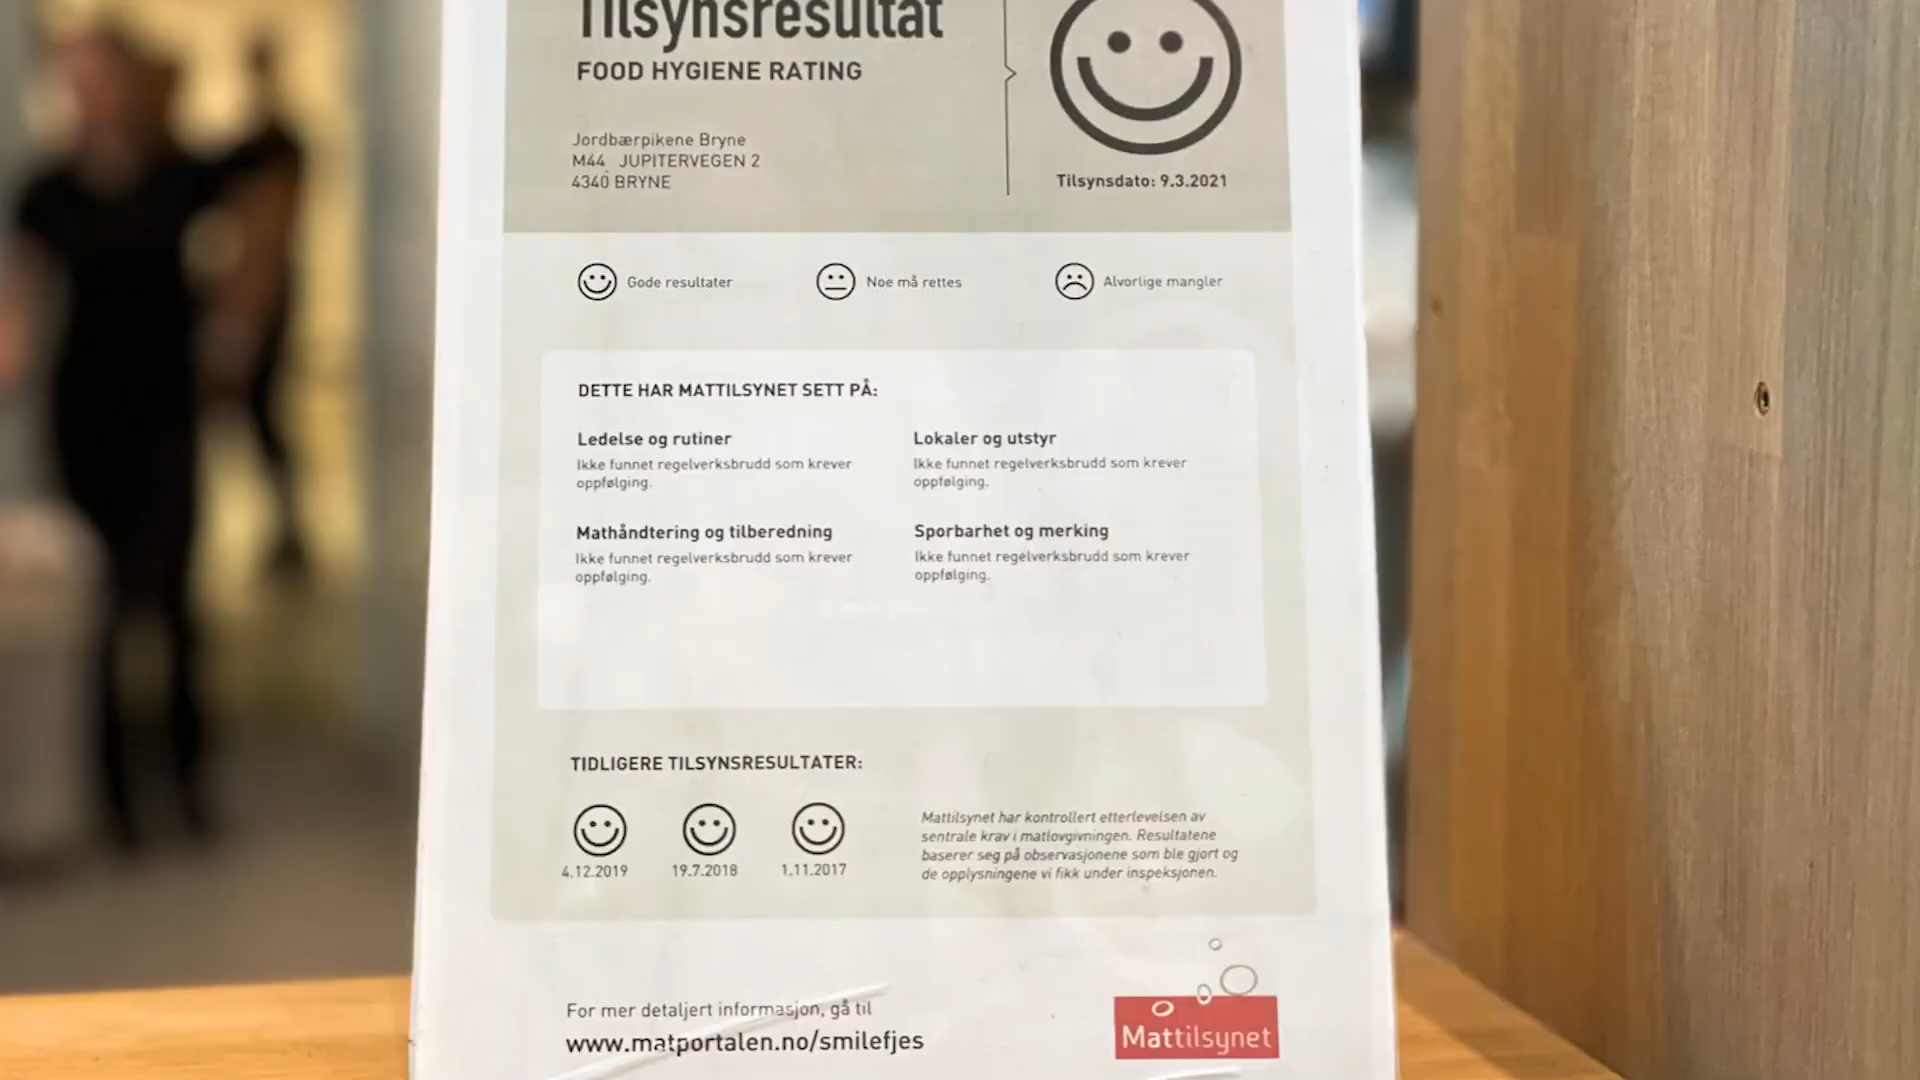 Tilsynsresultat
FOOD HYGIENE RATING
Jordbærpikene Bryne
M44 JUPITERVEGEN 2
4340 BRYNE
Tilsynsdato: 9.3.2021
Gode resultater
Noe må rettes
Alvorlige mangler
DETTE HAR MATTILSYNET SETT PÅ:
Ledelse og rutiner
Ikke funnet regelverksbrudd som krever
oppfølging.
Lokaler og utstyr
Ikke funnet regelverksbrudd som krever
oppfølging.
Mathåndtering og tilberedning
Ikke funnet regelverksbrudd som krever
oppfølging.
Sporbarhet og merking
Ikke funnet regelverksbrudd som krever
oppfølging.
TIDLIGERE TILSYNSRESULTATER:
4.12.2019
19.7.2018
1.11.2017
Mattilsynet har kontrollert etterlevelsen av
sentrale krav i matlovgivningen. Resultatene
baserer seg på observasjonene som ble gjort og
de opplysningene vi fikk under inspeksjonen.
For mer detaljert informasjon, gå til
www.matportalen.no/smilefjes
Mattilsynet